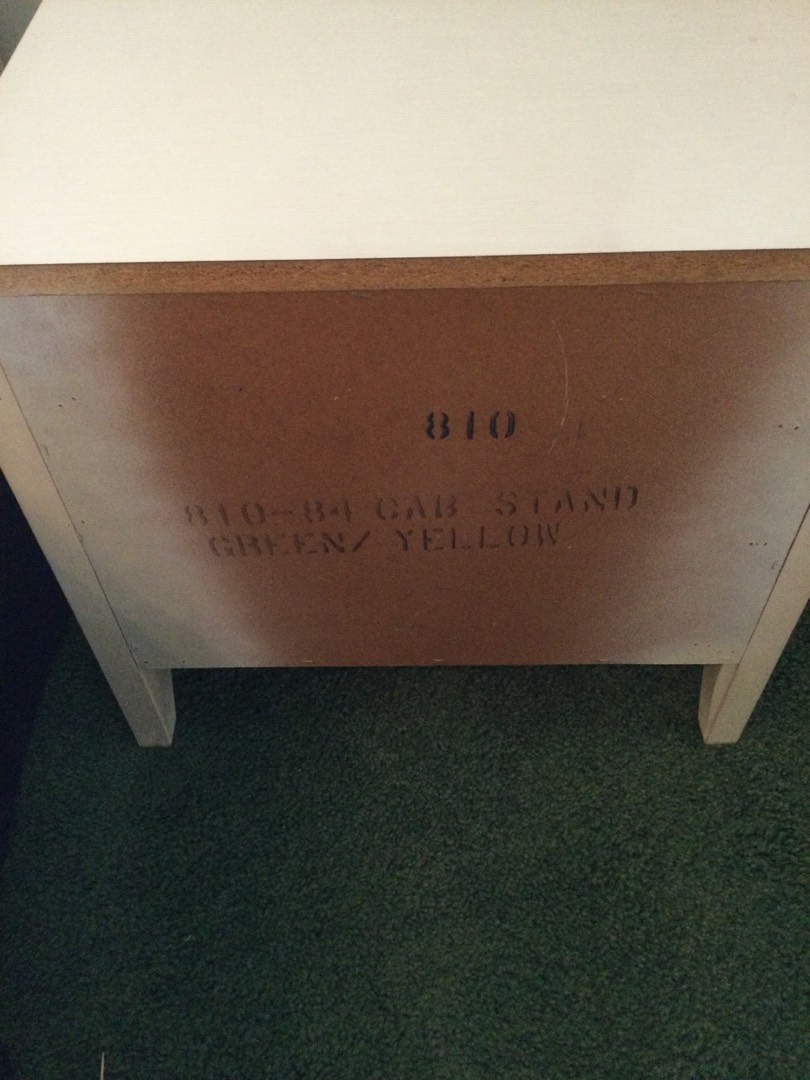 810
810-84 CAB STAND
GREEN/ YELLOW